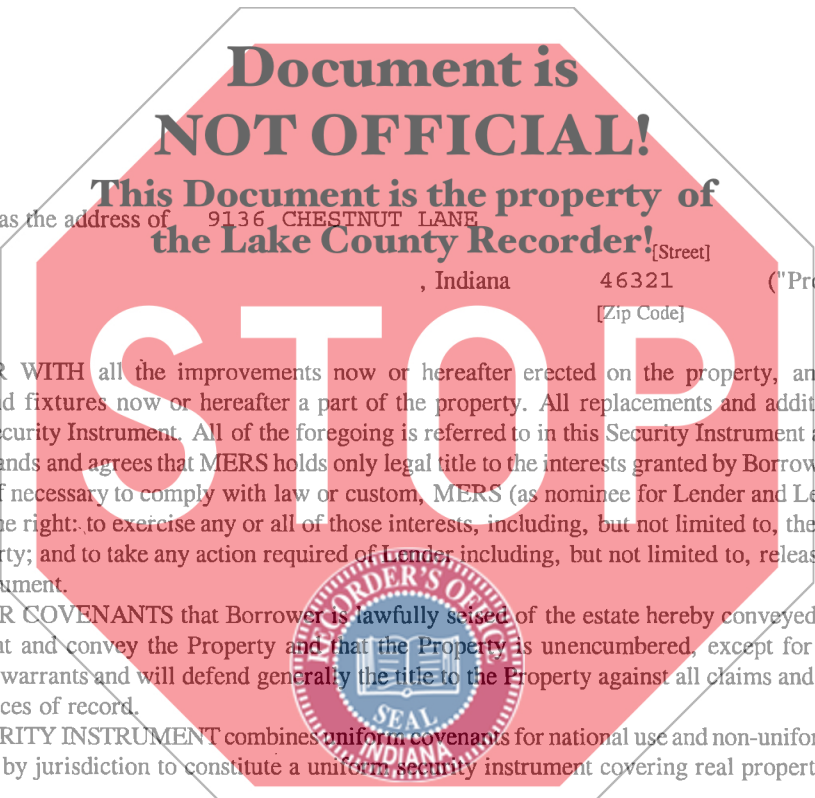 Document is
NOT OFFICIAL!
This Document is the property of
the Lake County Recorder!
as the address of 9136 CHESTNUT LANE
[Street]
, Indiana 46321 ("Pro
[Zip Code]
STOP
R WITH all the improvements now or hereafter erected on the property, an
d fixtures now or hereafter a part of the property. All replacements and addit
ecurity Instrument. All of the foregoing is referred to in this Security Instrument a
ands and agrees that MERS holds only legal title to the interests granted by Borrow
f necessary to comply with law or custom, MERS (as nominee for Lender and Le
e right: to exercise any or all of those interests, including, but not limited to, the
rty; and to take any action required of Lender including, but not limited to, releas
ument.
R COVENANTS that Borrower is lawfully seised of the estate hereby conveyed
nt and convey the Property and that the Property is unencumbered, except for
warrants and will defend generally the title to the Property against all claims and
ces of record.
RITY INSTRUMENT combines uniform covenants for national use and non-unifor
by jurisdiction to constitute a uniform security instrument covering real propert
RECORDER'S OFFICE
SEAL
INDIANA